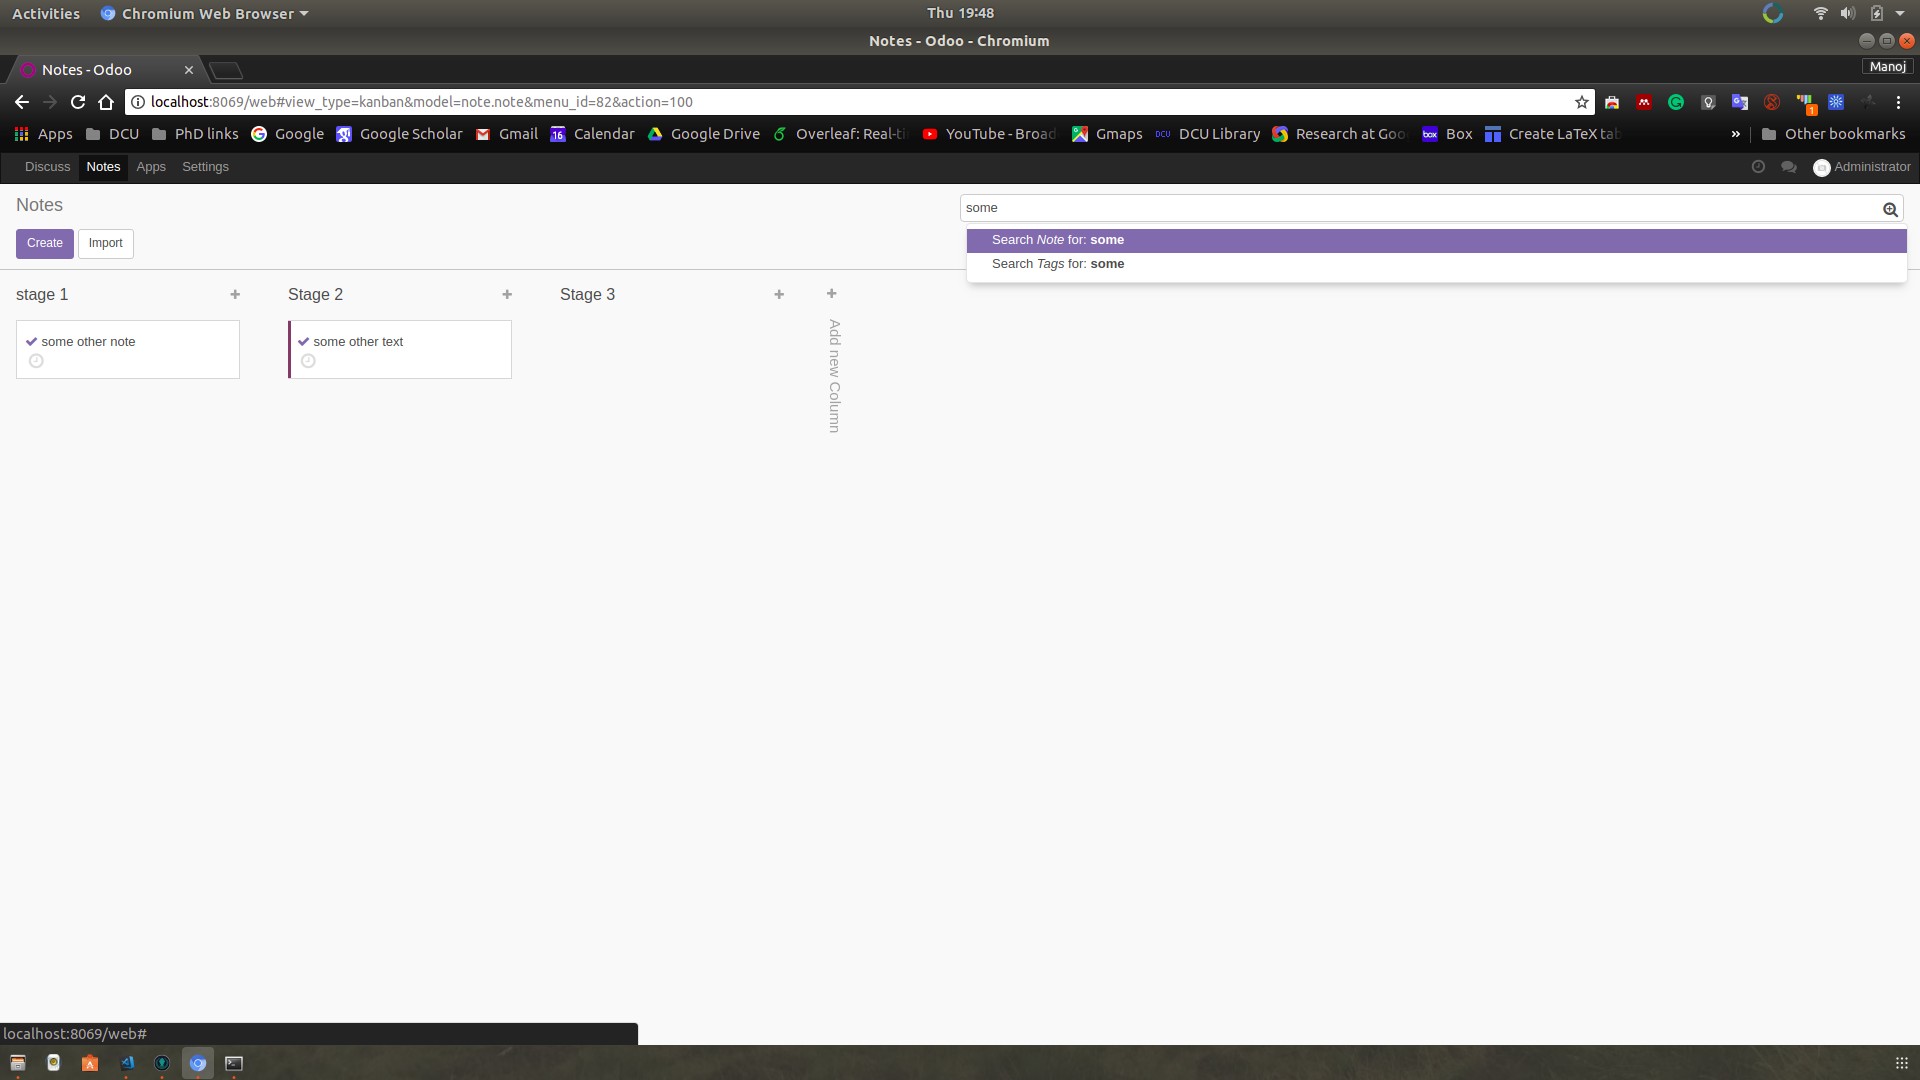 Activities Chromium Web Browser Thu 19:48
Notes - Odoo - Chromium
Notes - Odoo Manoj
localhost:8069/web#view_type=kanban&model=note.note&menu_id=82&action=100 1
Apps DCU PhD links Google Google Scholar Gmail 16 Calendar Google Drive Overleaf: Real-ti YouTube - Broad Gmaps DCU DCU Library Research at Goo box Box Create LaTeX tab » Other bookmarks
Discuss Notes Apps Settings Administrator
Notes
some
Create Import
Search Note for: some
Search Tags for: some
stage 1 + Stage 2 + Stage 3 + +
some other note
some other text
Add new Column
localhost:8069/web#